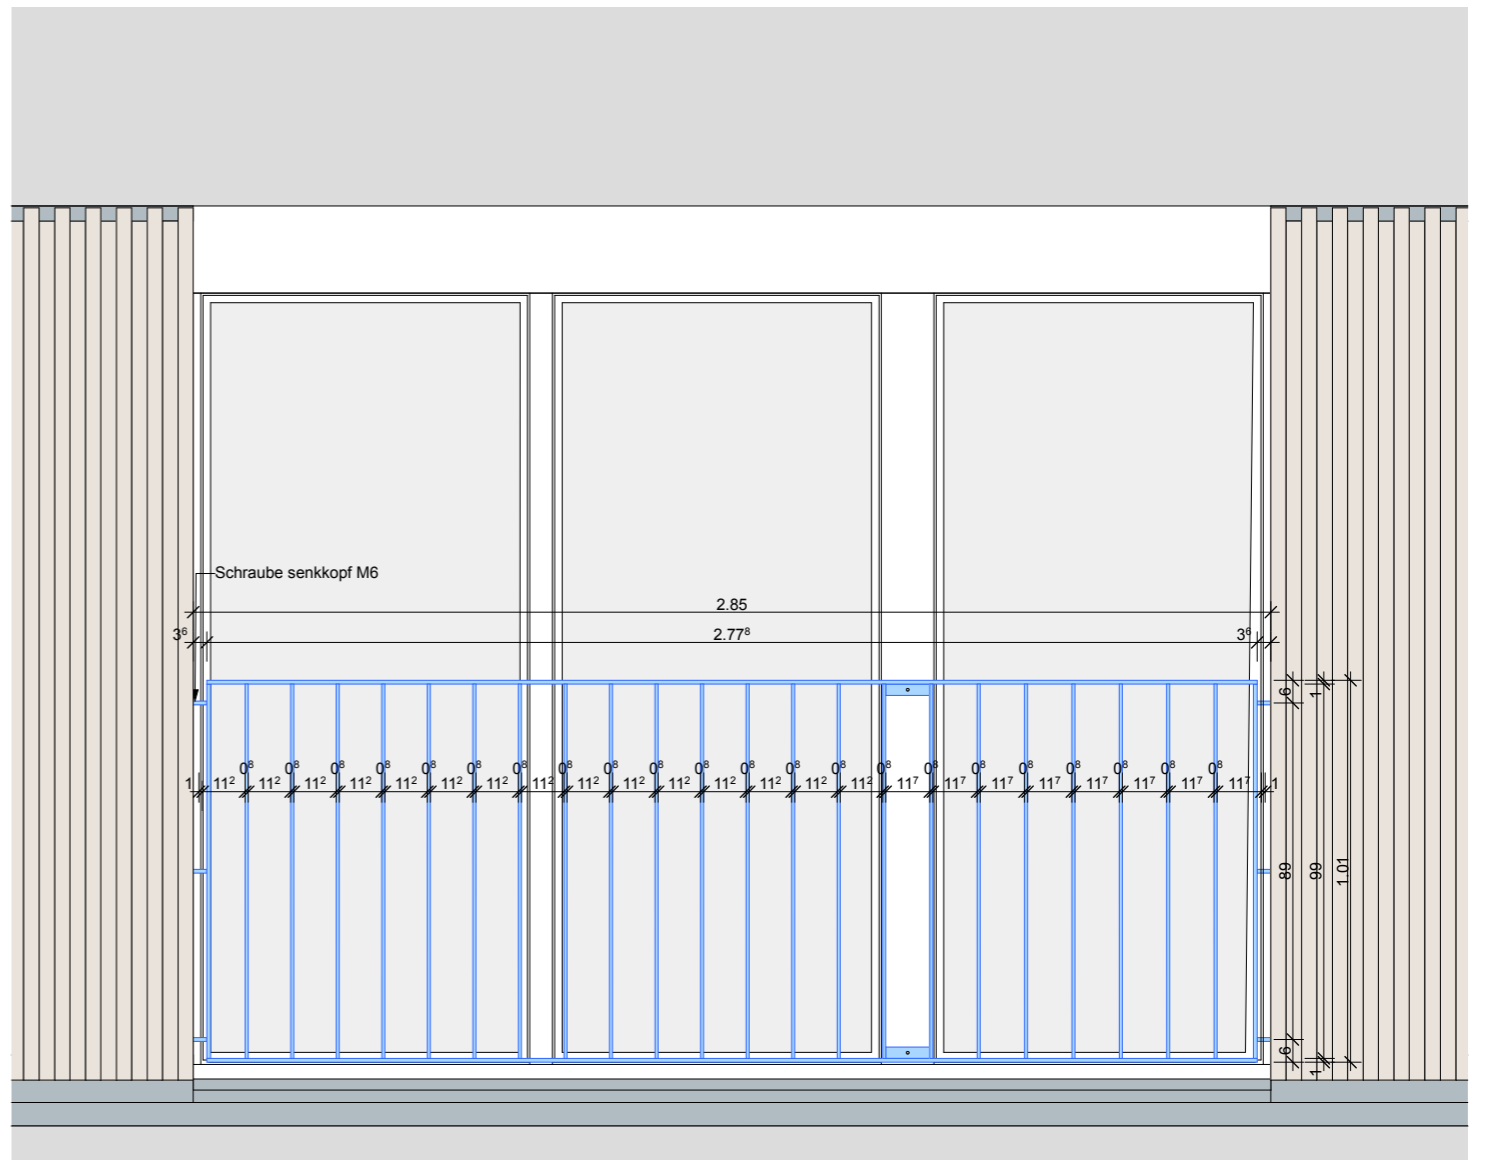 Schraube senkkopf M6
2.85
3⁶ 2.77⁸ 3⁶
6 1
0⁸ 0⁸ 0⁸ 0⁸ 0⁸ 0⁸ 0⁸ 0⁸ 0⁸ 0⁸ 0⁸ 0⁸ 0⁸ 0⁸ 0⁸ 0⁸ 0⁸ 0⁸ 0⁸ 0⁸ 0⁸ 0⁸
1 11² 11² 11² 11² 11² 11² 11² 11² 11² 11² 11² 11² 11² 11² 11² 11⁷ 11⁷ 11⁷ 11⁷ 11⁷ 11⁷ 11⁷ 11⁷ 1
89 99 1.01
6 1